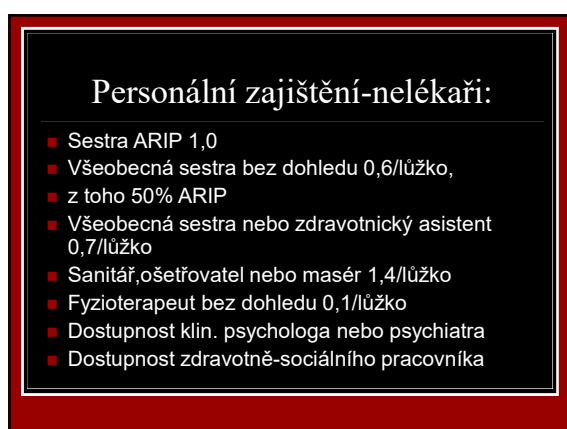 Personální zajištění-nelékaři:
Sestra ARIP 1,0
Všeobecná sestra bez dohledu 0,6/lůžko,
z toho 50% ARIP
Všeobecná sestra nebo zdravotnický asistent
0,7/lůžko
Sanitář,ošetřovatel nebo masér 1,4/lůžko
Fyzioterapeut bez dohledu 0,1/lůžko
Dostupnost klin. psychologa nebo psychiatra
Dostupnost zdravotně-sociálního pracovníka